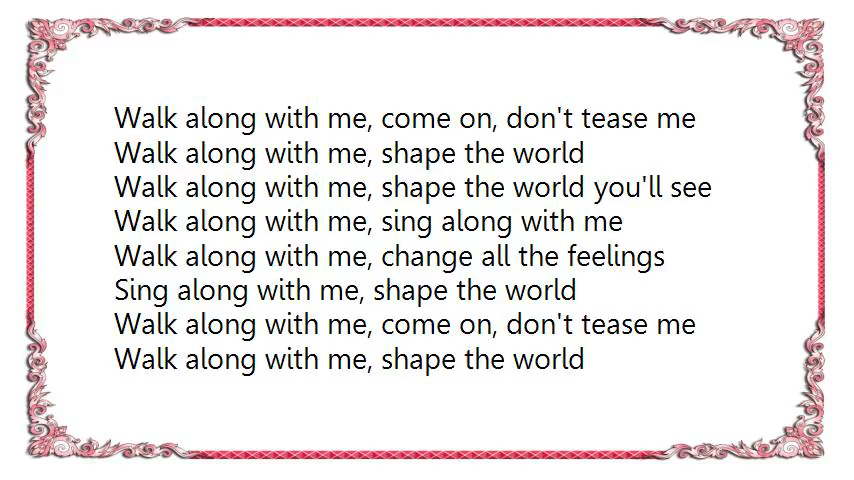 Walk along with me, come on, don't tease me
Walk along with me, shape the world
Walk along with me, shape the world you'll see
Walk along with me, sing along with me
Walk along with me, change all the feelings
Sing along with me, shape the world
Walk along with me, come on, don't tease me
Walk along with me, shape the world